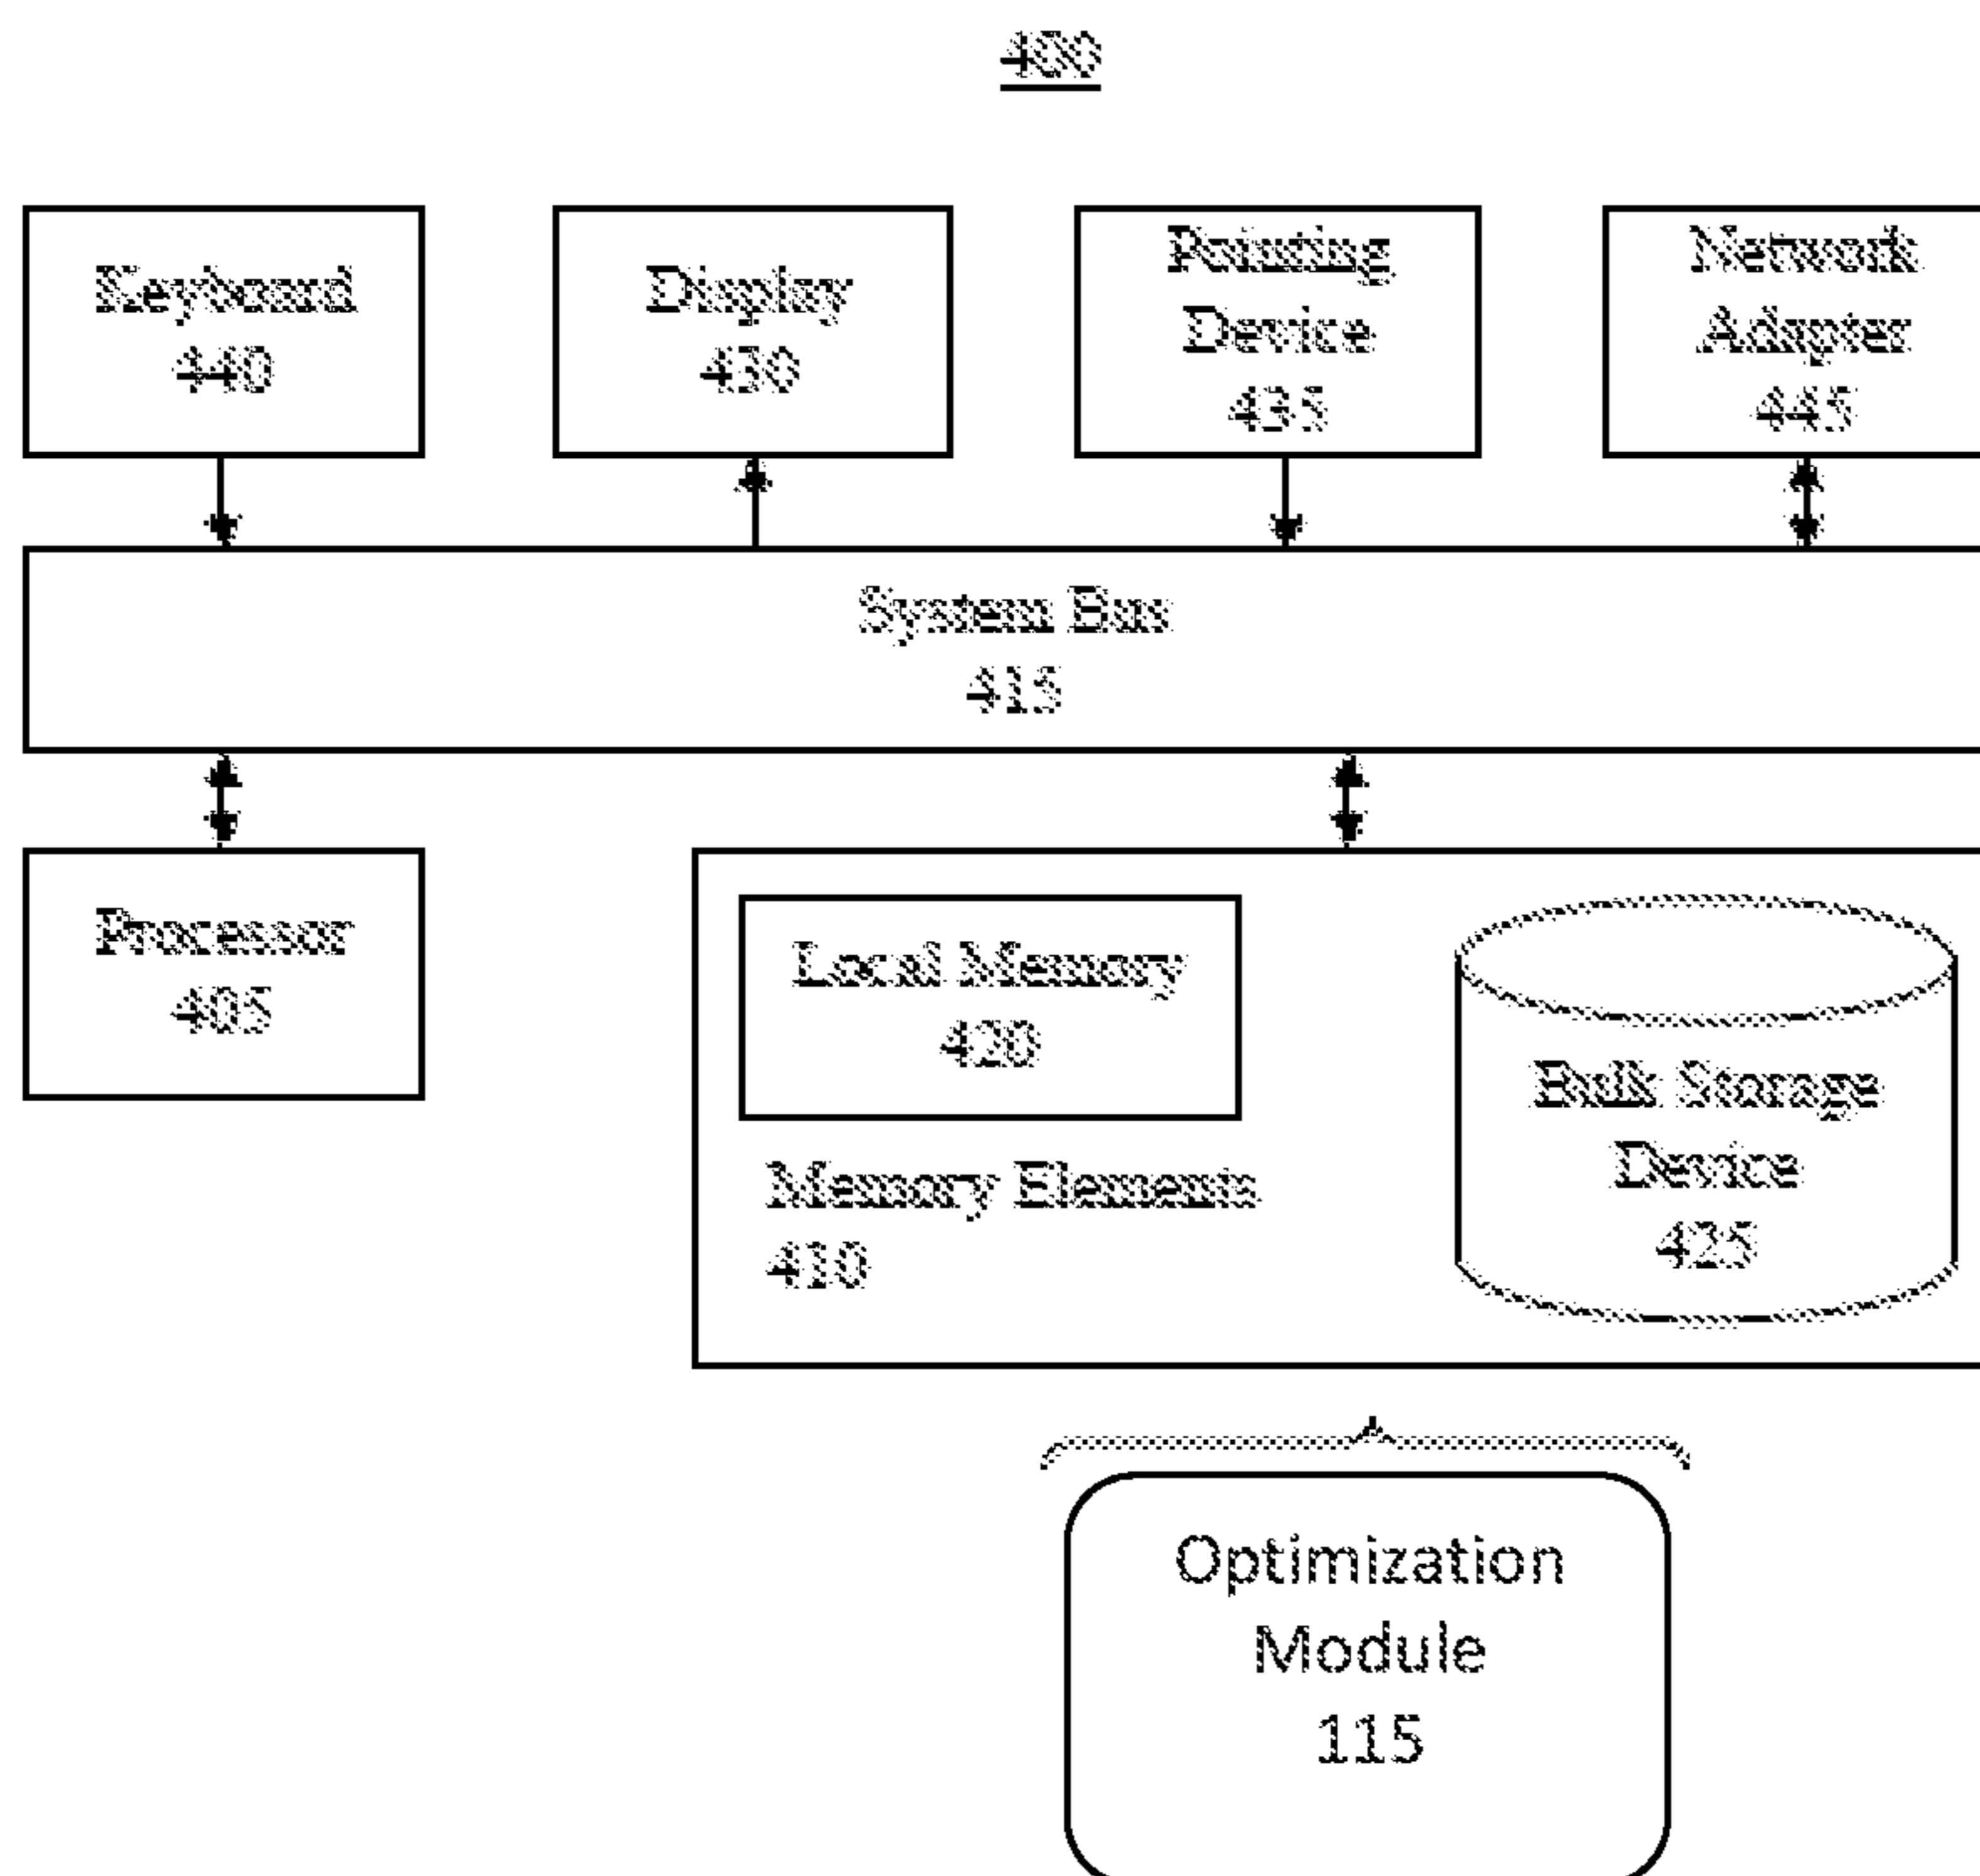 400
Keyboard
440
Display
430
Pointing
Device
435
Network
Adapter
445
System Bus
415
Processor
405
Local Memory
420
Memory Elements
410
Bulk Storage
Device
425
Optimization
Module
115